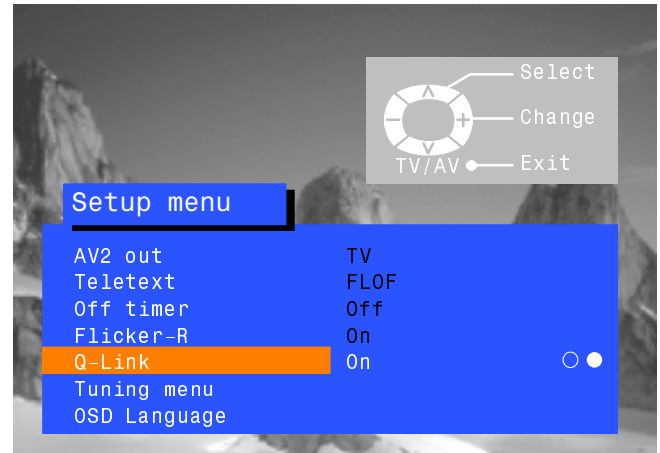 Select
Change
TV/AV Exit
Setup menu
AV2 out TV
Teletext FLOF
Off timer Off
Flicker-R On
Q-Link On
Tuning menu
OSD Language